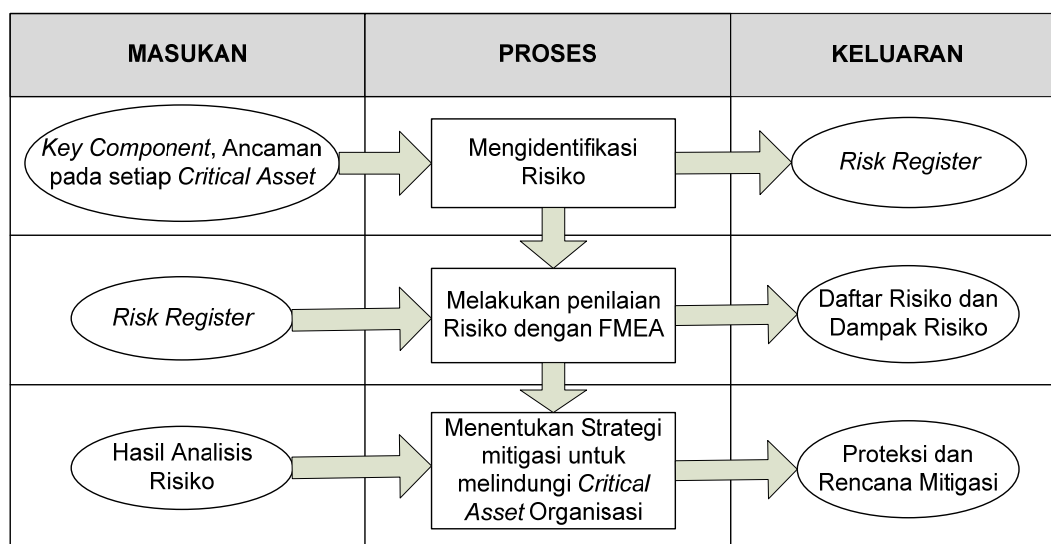 MASUKAN
PROSES
KELUARAN
Key Component, Ancaman
pada setiap Critical Asset
Mengidentifikasi
Risiko
Risk Register
Risk Register
Melakukan penilaian
Risiko dengan FMEA
Daftar Risiko dan
Dampak Risiko
Hasil Analisis
Risiko
Menentukan Strategi
mitigasi untuk
melindungi Critical
Asset Organisasi
Proteksi dan
Rencana Mitigasi